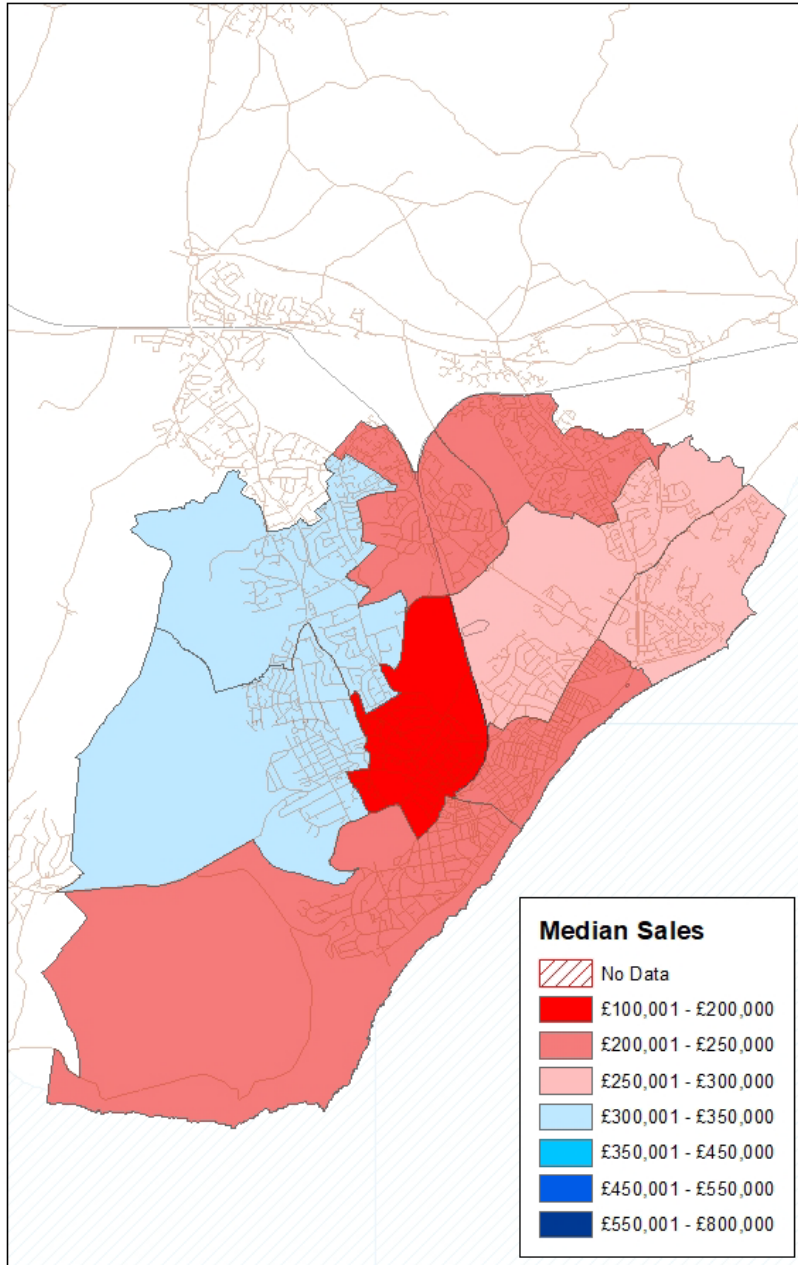 Median Sales
No Data
£100,001 - £200,000
£200,001 - £250,000
£250,001 - £300,000
£300,001 - £350,000
£350,001 - £450,000
£450,001 - £550,000
£550,001 - £800,000